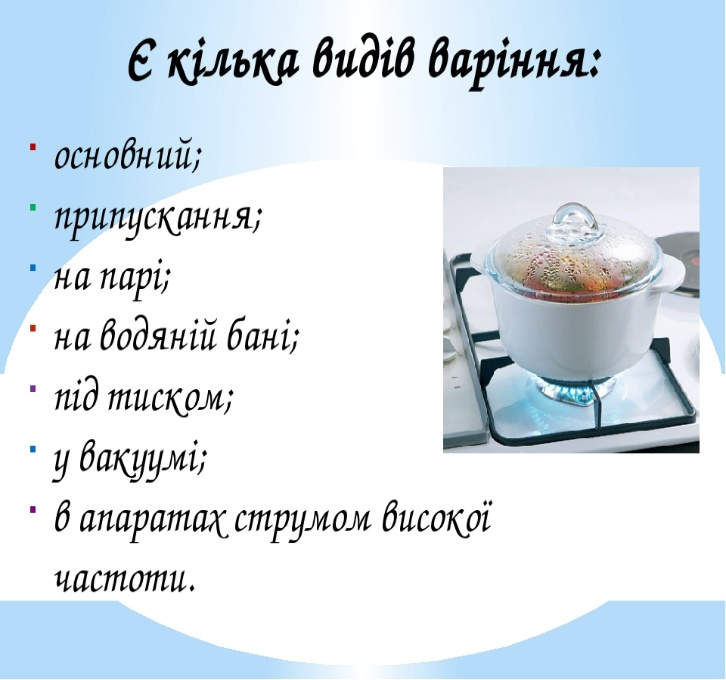 Є кілька видів варіння:
основний;
припускання;
на парі;
на водяній бані;
під тиском;
у вакуумі;
в апаратах струмом високої
частоти.